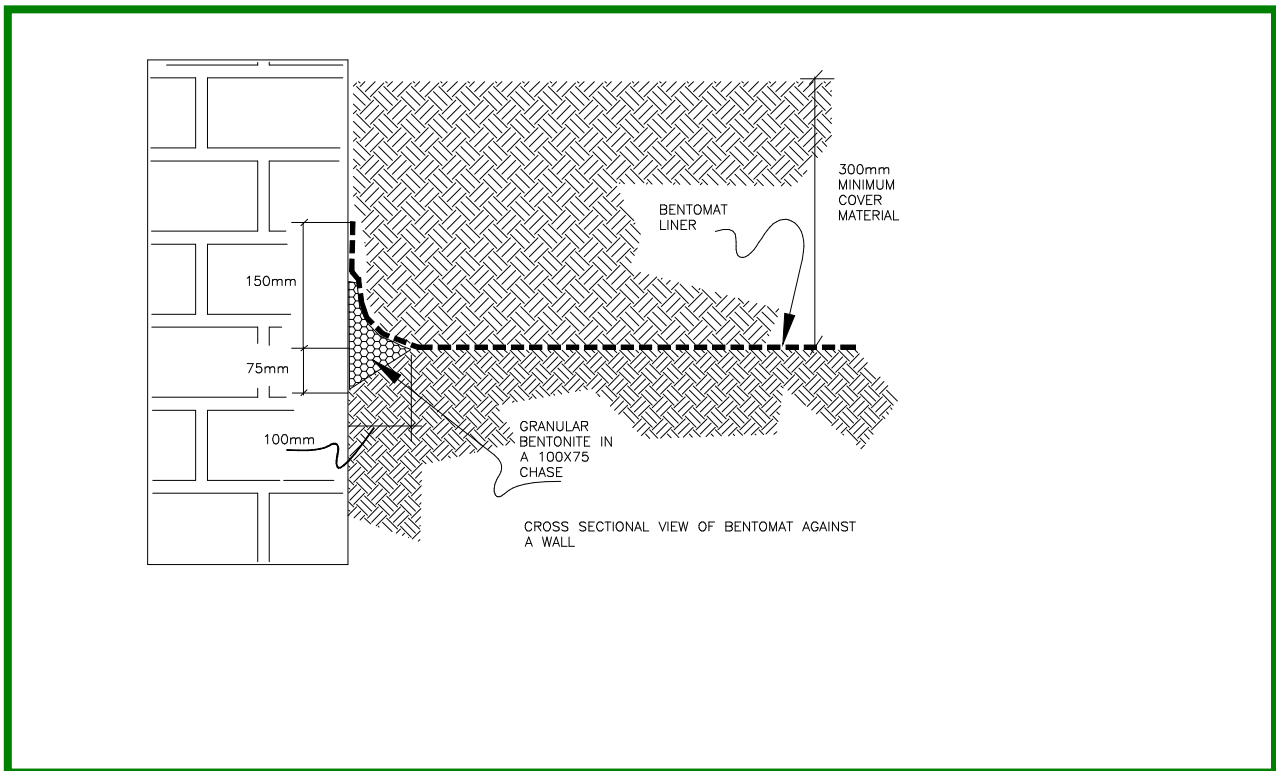 300mm
MINIMUM
COVER
MATERIAL
BENTOMAT
LINER
150mm
75mm
100mm
GRANULAR
BENTONITE IN
A 100X75
CHASE
CROSS SECTIONAL VIEW OF BENTOMAT AGAINST
A WALL